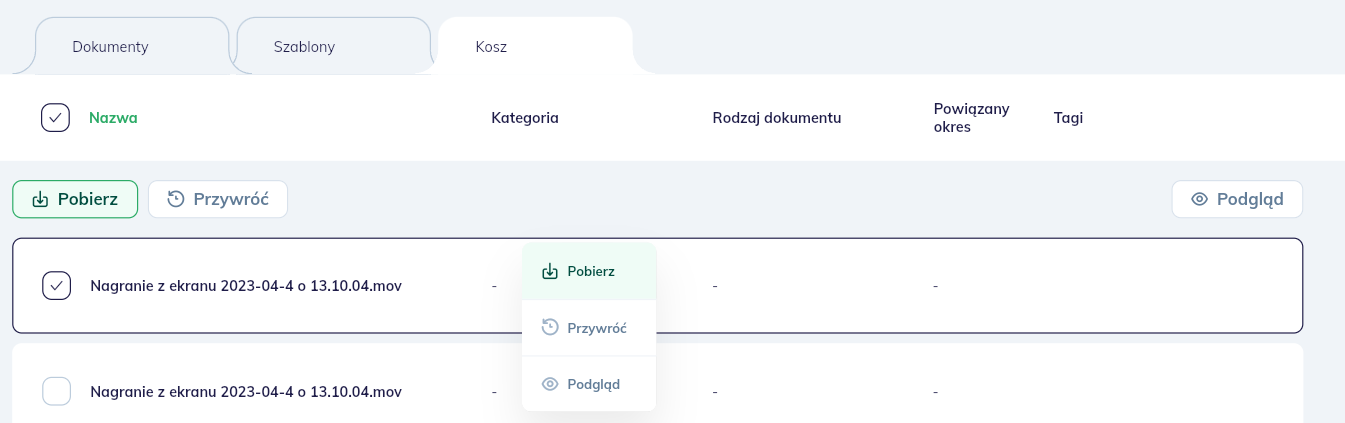 Dokumenty
Szablony
Kosz
Nazwa
Kategoria
Rodzaj dokumentu
Powiązany
okres
Tagi
Pobierz
Przywróć
Podgląd
Nagranie z ekranu 2023-04-4 o 13.10.04.mov
-
-
-
Pobierz
Przywróć
Podgląd
Nagranie z ekranu 2023-04-4 o 13.10.04.mov
-
-
-